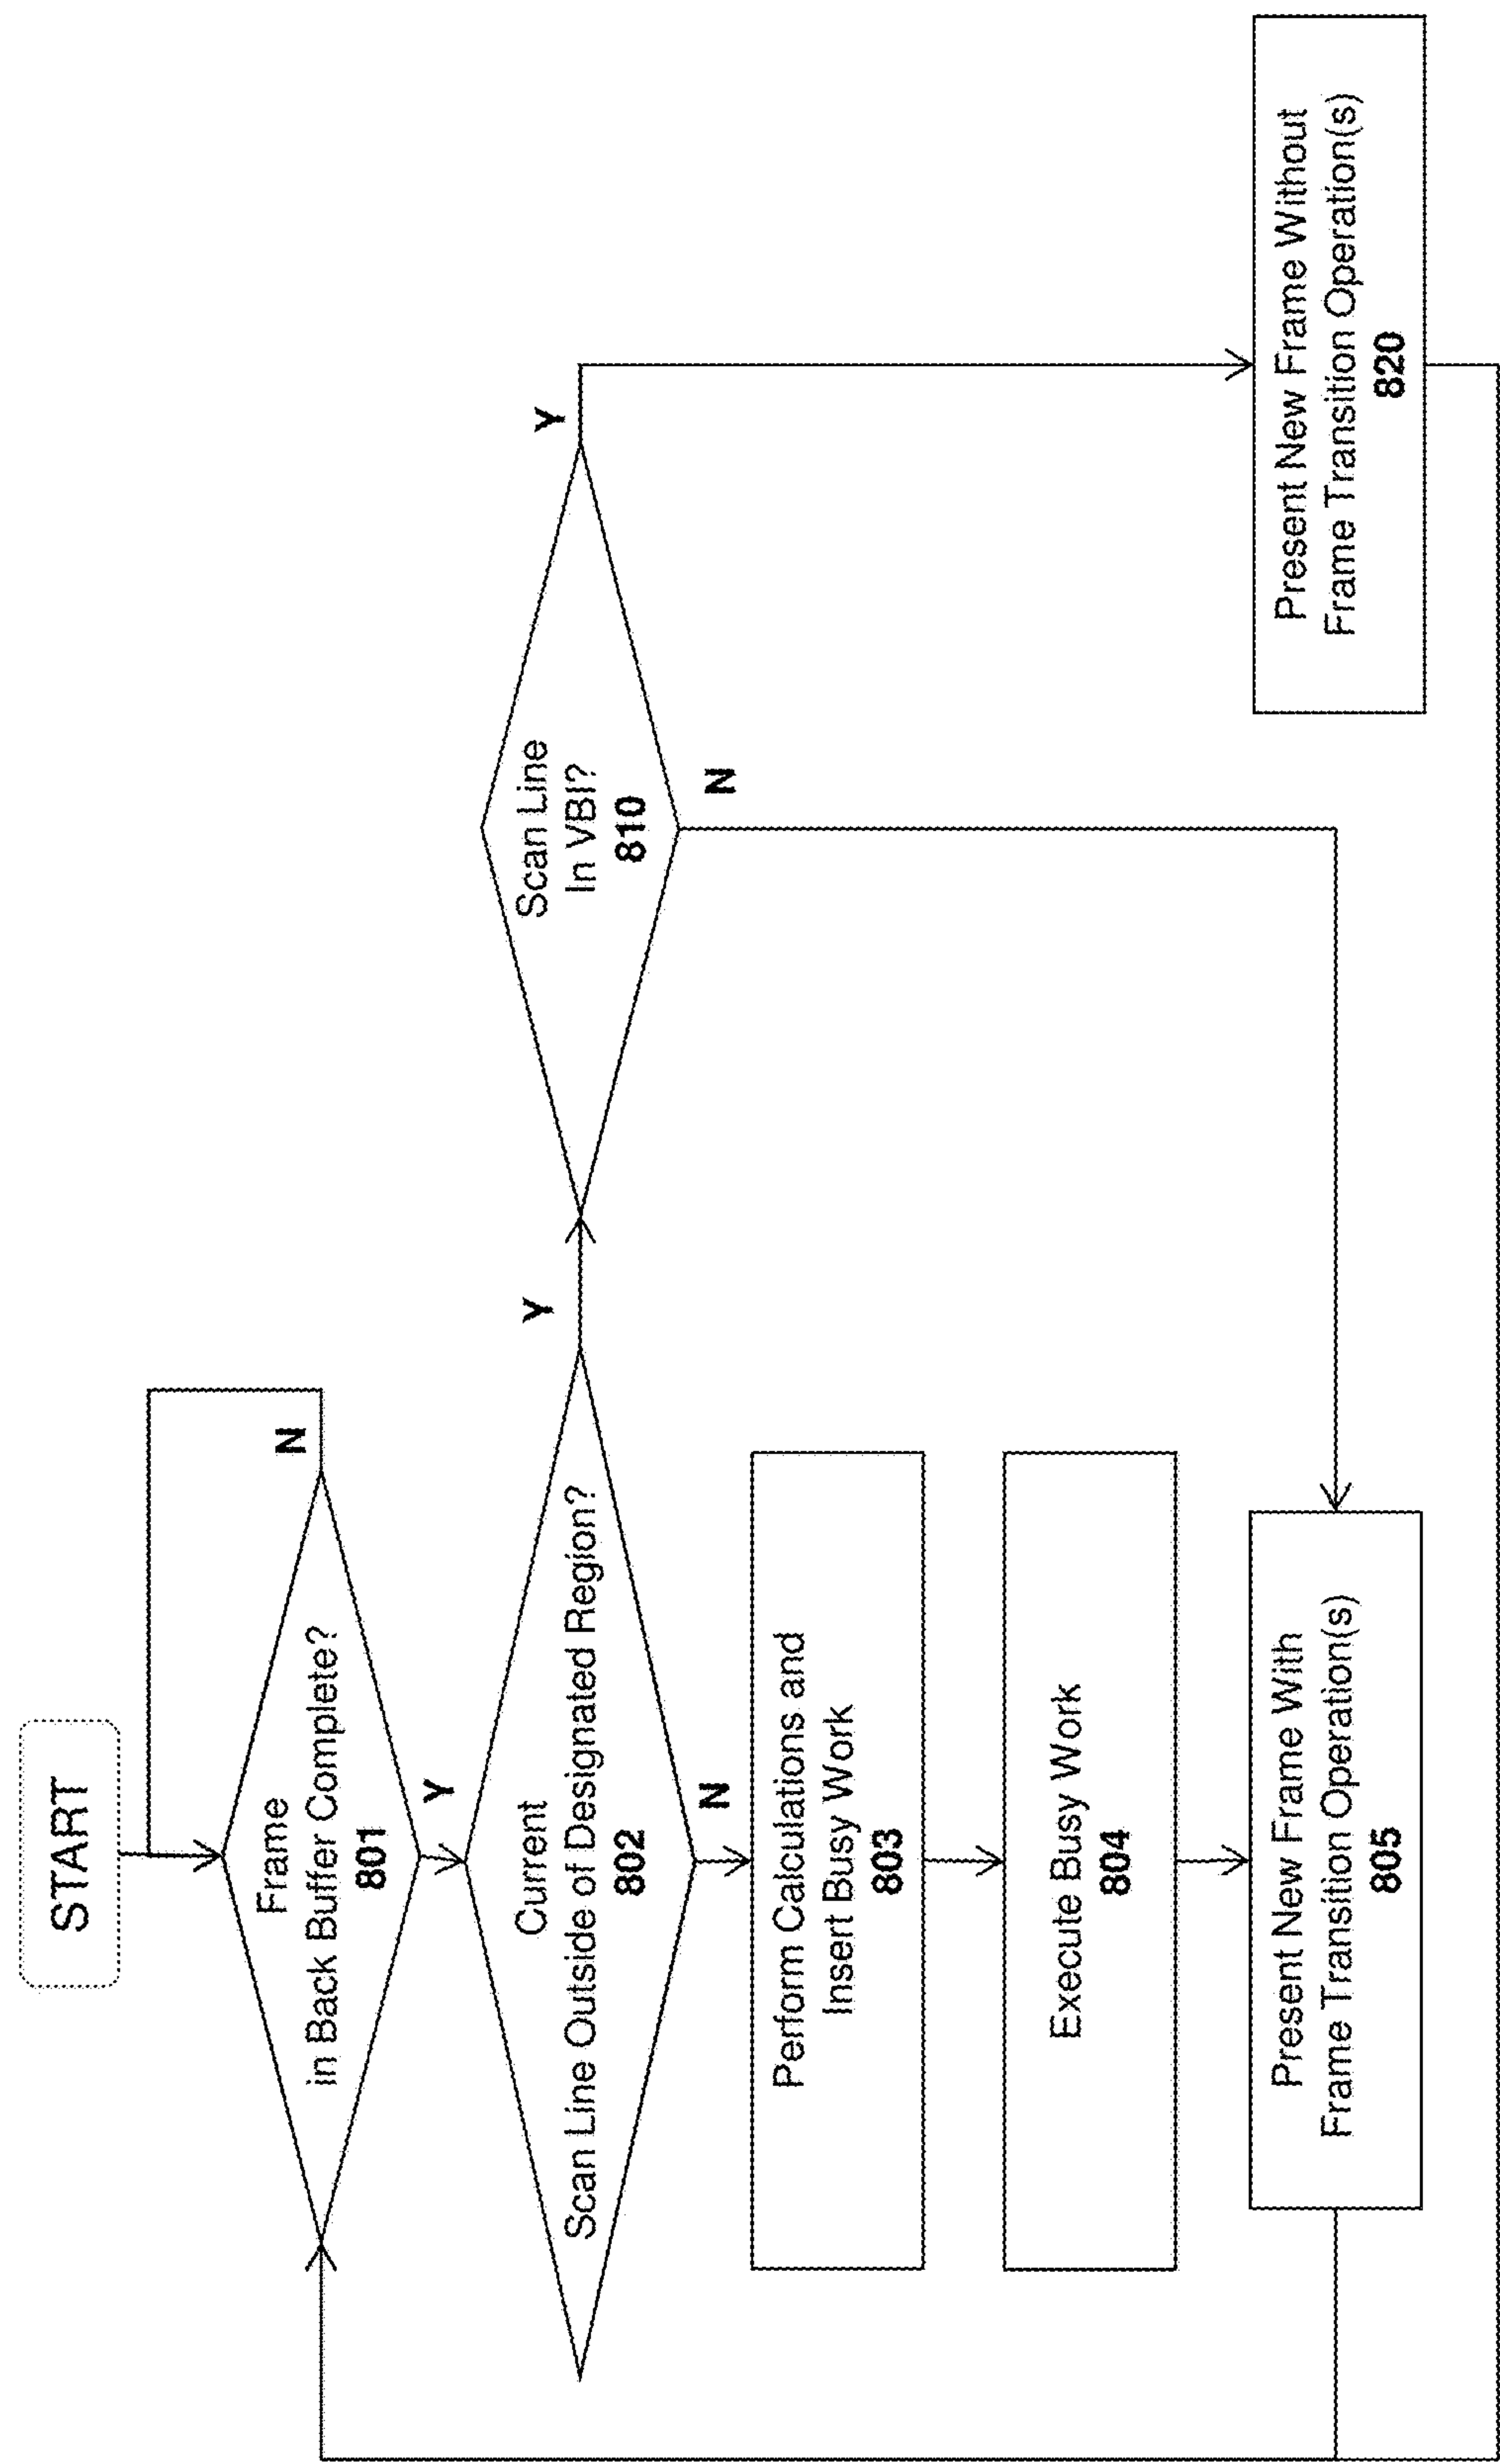 START
Frame
in Back Buffer Complete?
801
N
Y
Current
Scan Line Outside of Designated Region?
802
Y
N
Scan Line
In VBI?
810
Y
N
Perform Calculations and
Insert Busy Work
803
Execute Busy Work
804
Present New Frame With
Frame Transition Operation(s)
805
Present New Frame Without
Frame Transition Operation(s)
820